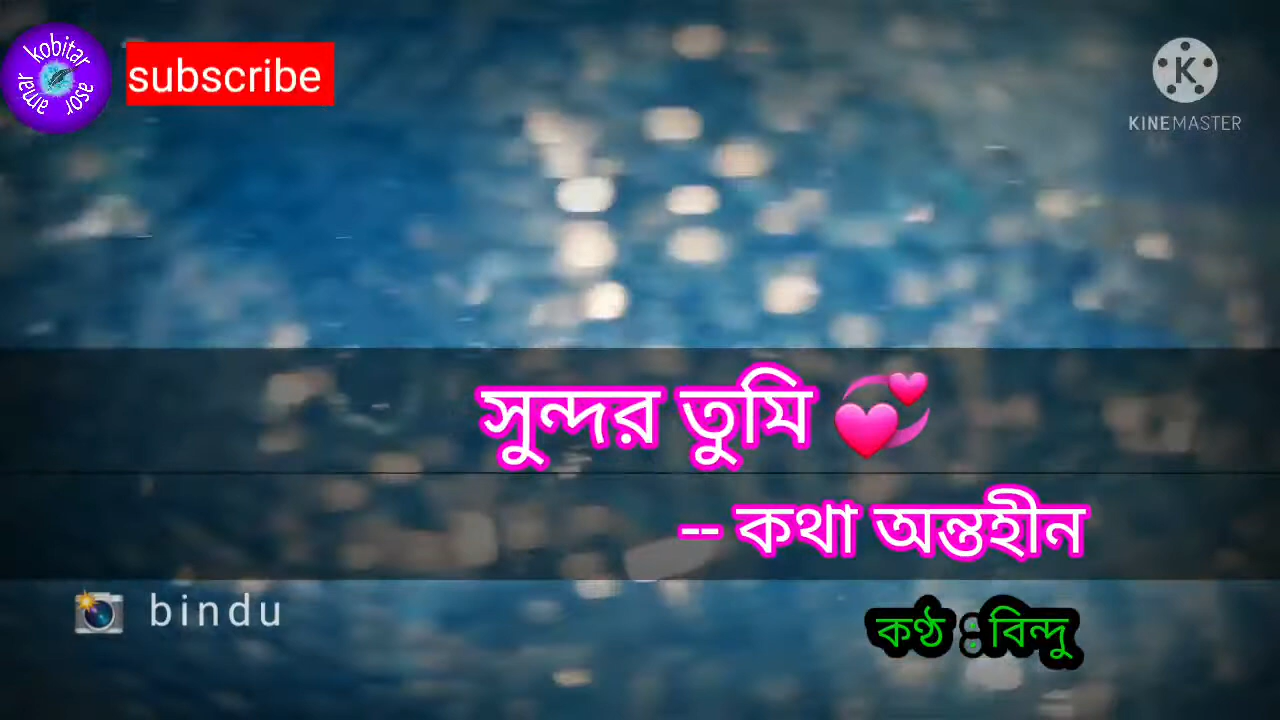 amar kobitar asor
subscribe
K
KINEMASTER
সুন্দর তুমি 💞
-- কথা অন্তহীন
📸 bindu
কণ্ঠ : বিন্দু